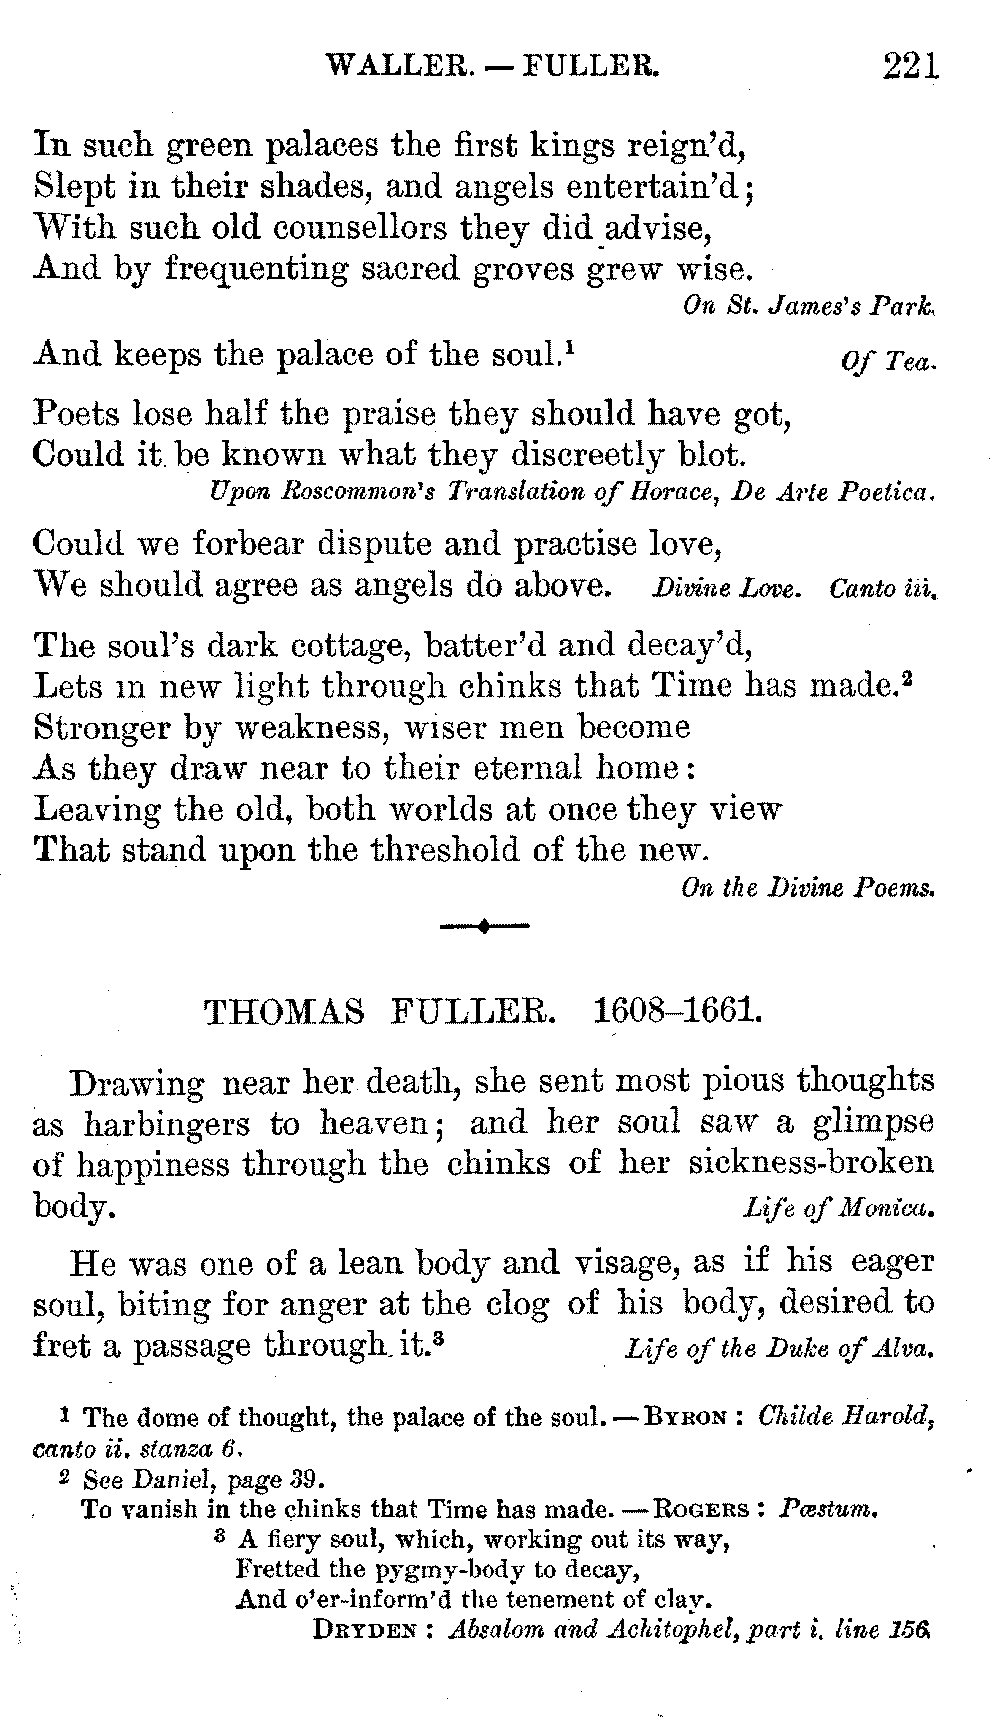 WALLER. — FULLER. 221
In such green palaces the first kings reign'd,
Slept in their shades, and angels entertain'd;
With such old counsellors they did advise,
And by frequenting sacred groves grew wise.
On St. James's Park.
And keeps the palace of the soul.¹ Of Tea.
Poets lose half the praise they should have got,
Could it be known what they discreetly blot.
Upon Roscommon's Translation of Horace, De Arte Poetica.
Could we forbear dispute and practise love,
We should agree as angels do above. Divine Love. Canto iii.
The soul's dark cottage, batter'd and decay'd,
Lets in new light through chinks that Time has made.²
Stronger by weakness, wiser men become
As they draw near to their eternal home:
Leaving the old, both worlds at once they view
That stand upon the threshold of the new.
On the Divine Poems.
THOMAS FULLER. 1608–1661.
Drawing near her death, she sent most pious thoughts
as harbingers to heaven; and her soul saw a glimpse
of happiness through the chinks of her sickness-broken
body. Life of Monica.
He was one of a lean body and visage, as if his eager
soul, biting for anger at the clog of his body, desired to
fret a passage through it.³ Life of the Duke of Alva.
1 The dome of thought, the palace of the soul. — BYRON: Childe Harold,
canto ii. stanza 6.
2 See Daniel, page 39.
To vanish in the chinks that Time has made. — ROGERS: Pæstum.
3 A fiery soul, which, working out its way,
Fretted the pygmy-body to decay,
And o'er-inform'd the tenement of clay.
DRYDEN: Absalom and Achitophel, part i. line 156.